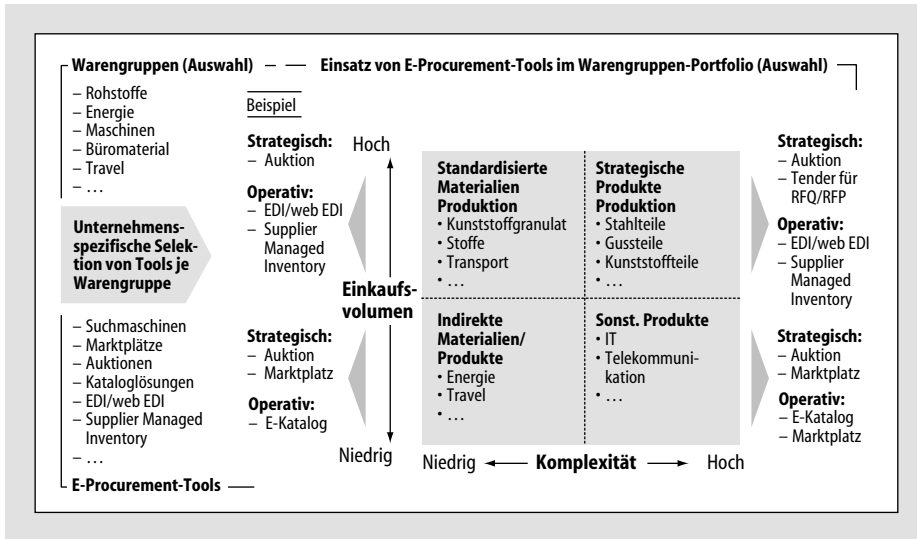 Warengruppen (Auswahl)
– Rohstoffe
– Energie
– Maschinen
– Büromaterial
– Travel
– …
Unternehmens-
spezifische Selek-
tion von Tools je
Warengruppe
– Suchmaschinen
– Marktplätze
– Auktionen
– Kataloglösungen
– EDI/web EDI
– Supplier Managed
Inventory
– …
E-Procurement-Tools
Einsatz von E-Procurement-Tools im Warengruppen-Portfolio (Auswahl)
Beispiel
Strategisch:
– Auktion
Operativ:
– EDI/web EDI
– Supplier
Managed
Inventory
Strategisch:
– Auktion
– Marktplatz
Operativ:
– E-Katalog
Hoch
Einkaufs-
volumen
Niedrig
Standardisierte
Materialien
Produktion
• Kunststoffgranulat
• Stoffe
• Transport
• …
Strategische
Produkte
Produktion
• Stahlteile
• Gussteile
• Kunststoffteile
• …
Indirekte
Materialien/
Produkte
• Energie
• Travel
• …
Sonst. Produkte
• IT
• Telekommuni-
kation
• …
Niedrig
Komplexität
Hoch
Strategisch:
– Auktion
– Tender für
RFQ/RFP
Operativ:
– EDI/web EDI
– Supplier
Managed
Inventory
Strategisch:
– Auktion
– Marktplatz
Operativ:
– E-Katalog
– Marktplatz